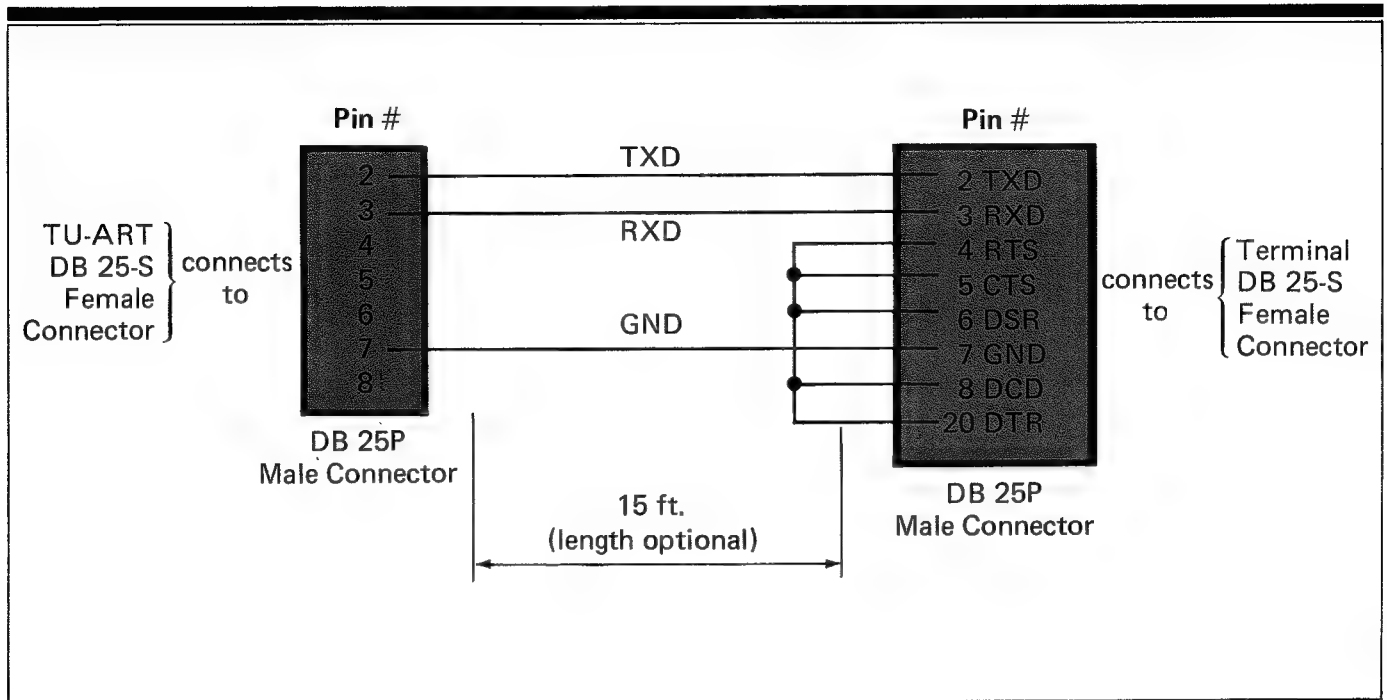 Pin #
Pin #
TXD
2
2 TXD
3
3 RXD
RXD
4
4 RTS
TU-ART
DB 25-S
Female
Connector
connects
to
5
5 CTS
connects
to
Terminal
DB 25-S
Female
Connector
6
6 DSR
GND
7
7 GND
8
8 DCD
20 DTR
DB 25P
Male Connector
15 ft.
(length optional)
DB 25P
Male Connector